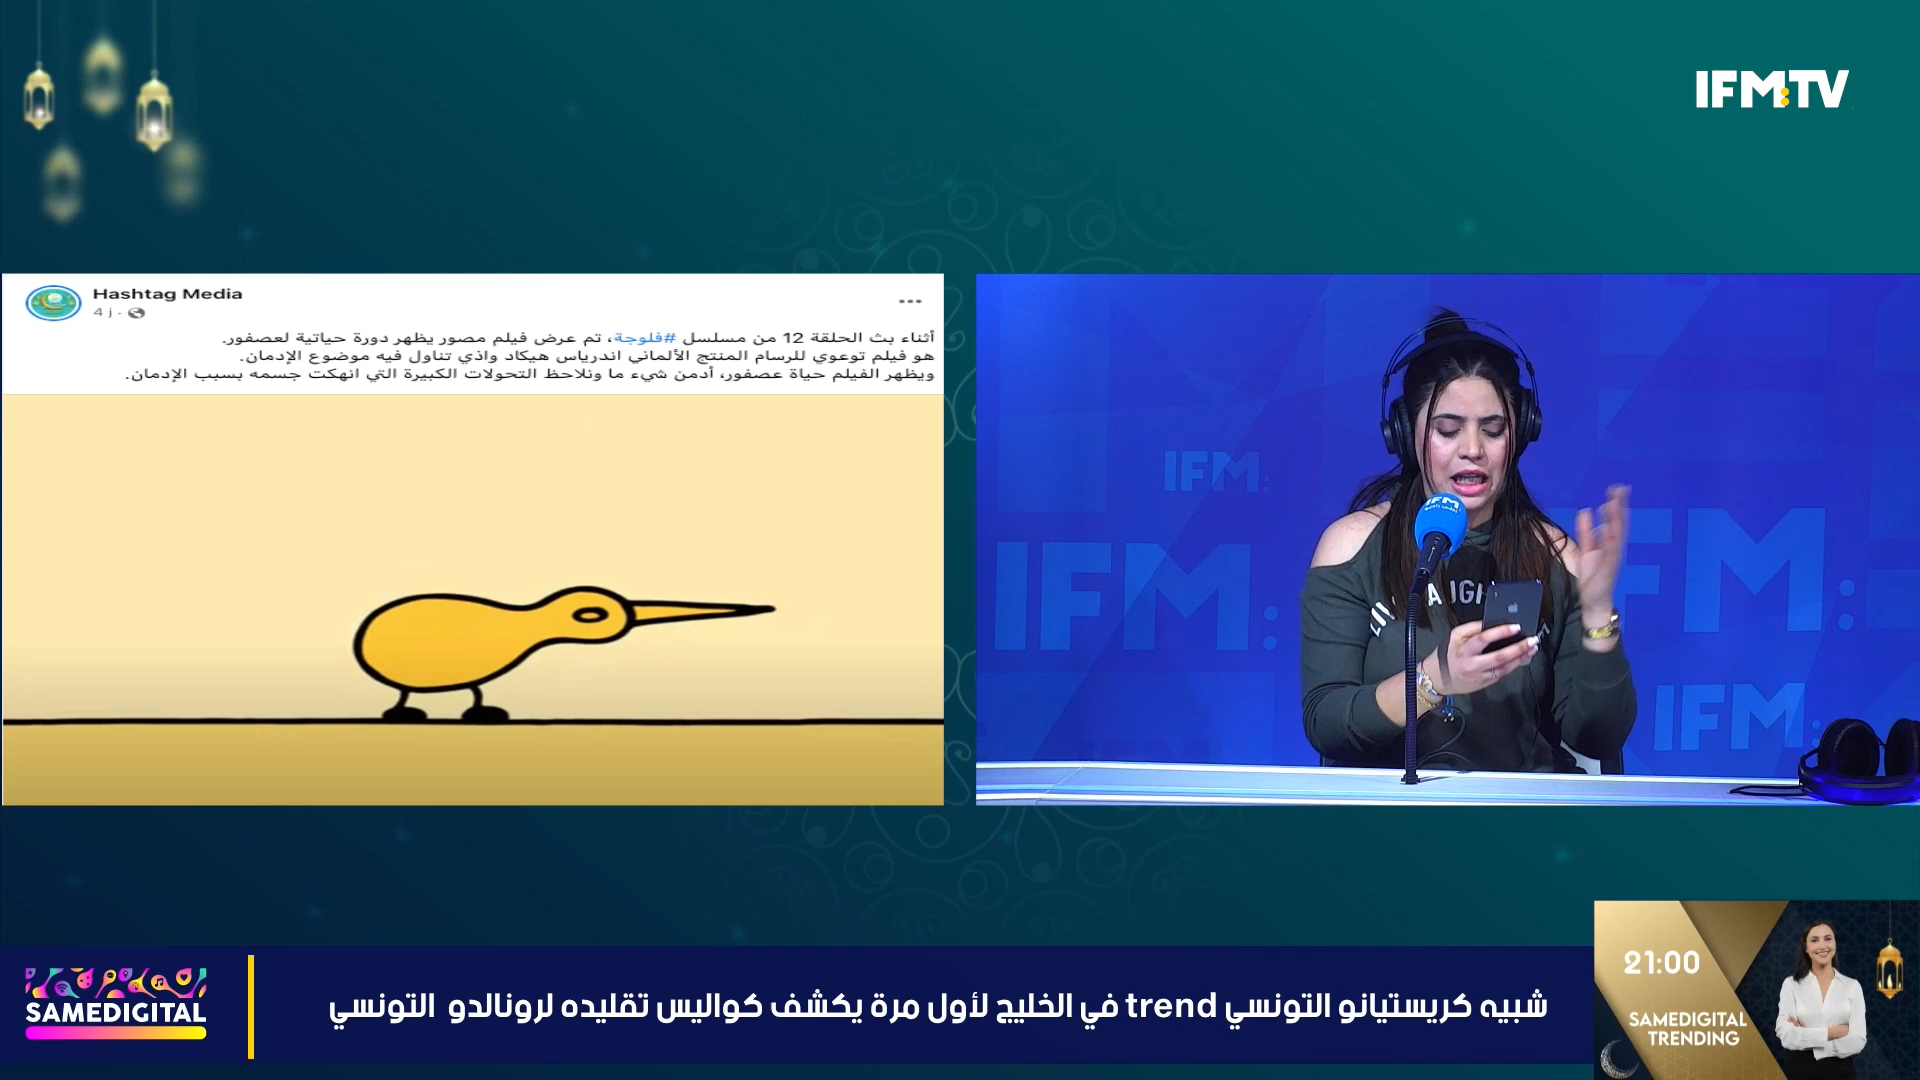 IFM:TV
Hashtag Media
4 j ·
أثناء بث الحلقة 12 من مسلسل #فلوجة، تم عرض فيلم مصور يظهر دورة حياتية لعصفور.
هو فيلم توعوي للرسام المنتج الألماني اندرياس هيكاد واذي تناول فيه موضوع الإدمان.
ويظهر الفيلم حياة عصفور، أدمن شيء ما ونلاحظ التحولات الكبيرة التي انهكت جسمه بسبب الإدمان.
IFM:
IFM:
IFM:
IFM:
IFM
21:00
SAMEDIGITAL
TRENDING
SAMEDIGITAL
شبيه كريستيانو التونسي trend في الخليج لأول مرة يكشف كواليس تقليده لرونالدو التونسي